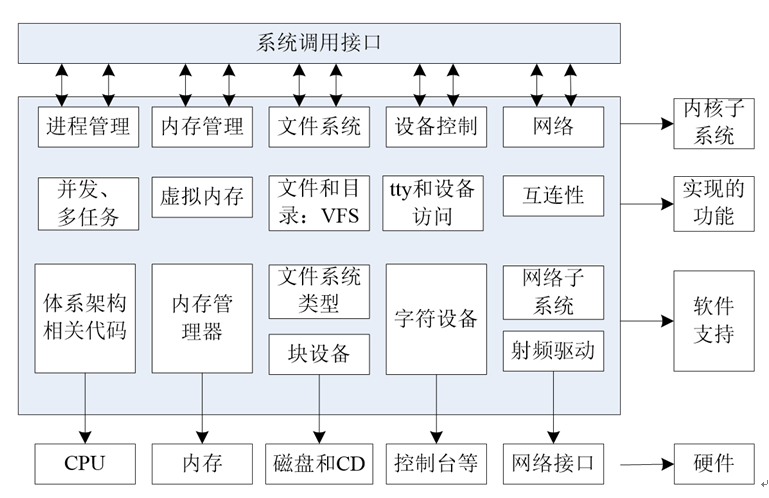 系统调用接口
进程管理
内存管理
文件系统
设备控制
网络
内核子
系统
并发、
多任务
虚拟内存
文件和目
录：VFS
tty和设备
访问
互连性
实现的
功能
体系架构
相关代码
内存管
理器
文件系统
类型
块设备
字符设备
网络子
系统
射频驱动
软件
支持
CPU
内存
磁盘和CD
控制台等
网络接口
硬件